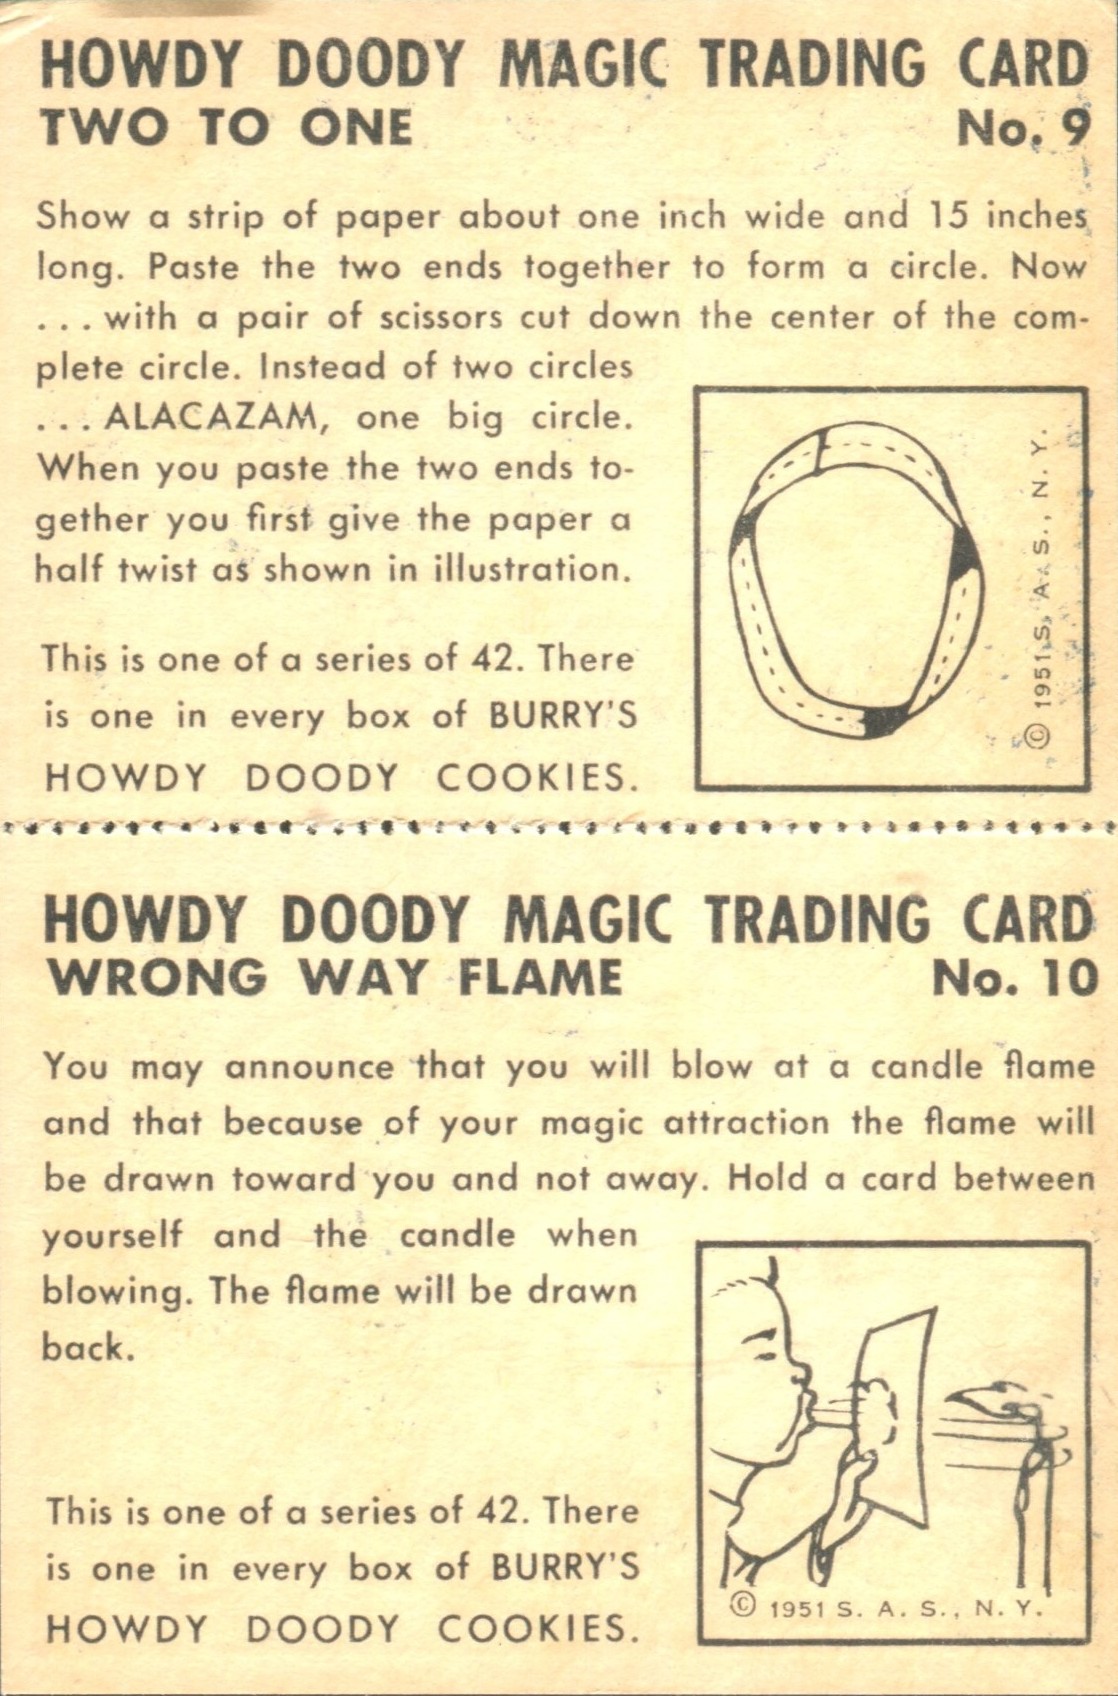 HOWDY DOODY MAGIC TRADING CARD
TWO TO ONE No. 9
Show a strip of paper about one inch wide and 15 inches
long. Paste the two ends together to form a circle. Now
... with a pair of scissors cut down the center of the com-
plete circle. Instead of two circles
... ALACAZAM, one big circle.
When you paste the two ends to-
gether you first give the paper a
half twist as shown in illustration.
This is one of a series of 42. There
is one in every box of BURRY'S
HOWDY DOODY COOKIES.
© 1951 S. A. S., N. Y.
HOWDY DOODY MAGIC TRADING CARD
WRONG WAY FLAME No. 10
You may announce that you will blow at a candle flame
and that because of your magic attraction the flame will
be drawn toward you and not away. Hold a card between
yourself and the candle when
blowing. The flame will be drawn
back.
This is one of a series of 42. There
is one in every box of BURRY'S
HOWDY DOODY COOKIES.
© 1951 S. A. S., N. Y.